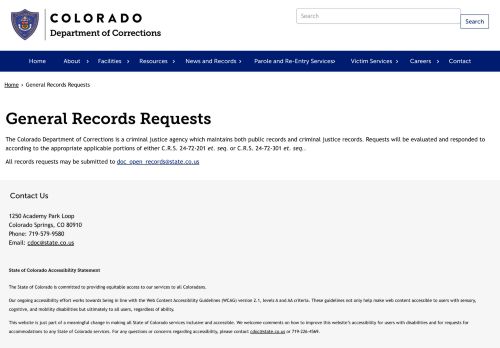 COLORADO
Department of Corrections
Search
Search
Home About Facilities Resources News and Records Parole and Re-Entry Services Victim Services Careers Contact
Home › General Records Requests
General Records Requests
The Colorado Department of Corrections is a criminal justice agency which maintains both public records and criminal justice records. Requests will be evaluated and responded to
according to the appropriate applicable portions of either C.R.S. 24-72-201 et. seq. or C.R.S. 24-72-301 et. seq..
All records requests may be submitted to doc_open_records@state.co.us
Contact Us
1250 Academy Park Loop
Colorado Springs, CO 80910
Phone: 719-579-9580
Email: cdoc@state.co.us
State of Colorado Accessibility Statement
The State of Colorado is committed to providing equitable access to our services to all Coloradans.
Our ongoing accessibility effort works towards being in line with the Web Content Accessibility Guidelines (WCAG) version 2.1, levels A and AA criteria. These guidelines not only help make web content accessible to users with sensory,
cognitive, and mobility disabilities but ultimately to all users, regardless of ability.
This website is just part of a meaningful change in making all State of Colorado services inclusive and accessible. We welcome comments on how to improve this website's accessibility for users with disabilities and for requests for
accommodations to any State of Colorado services. For any questions or concerns regarding accessibility, please contact cdoc@state.co.us or 719-226-4569.